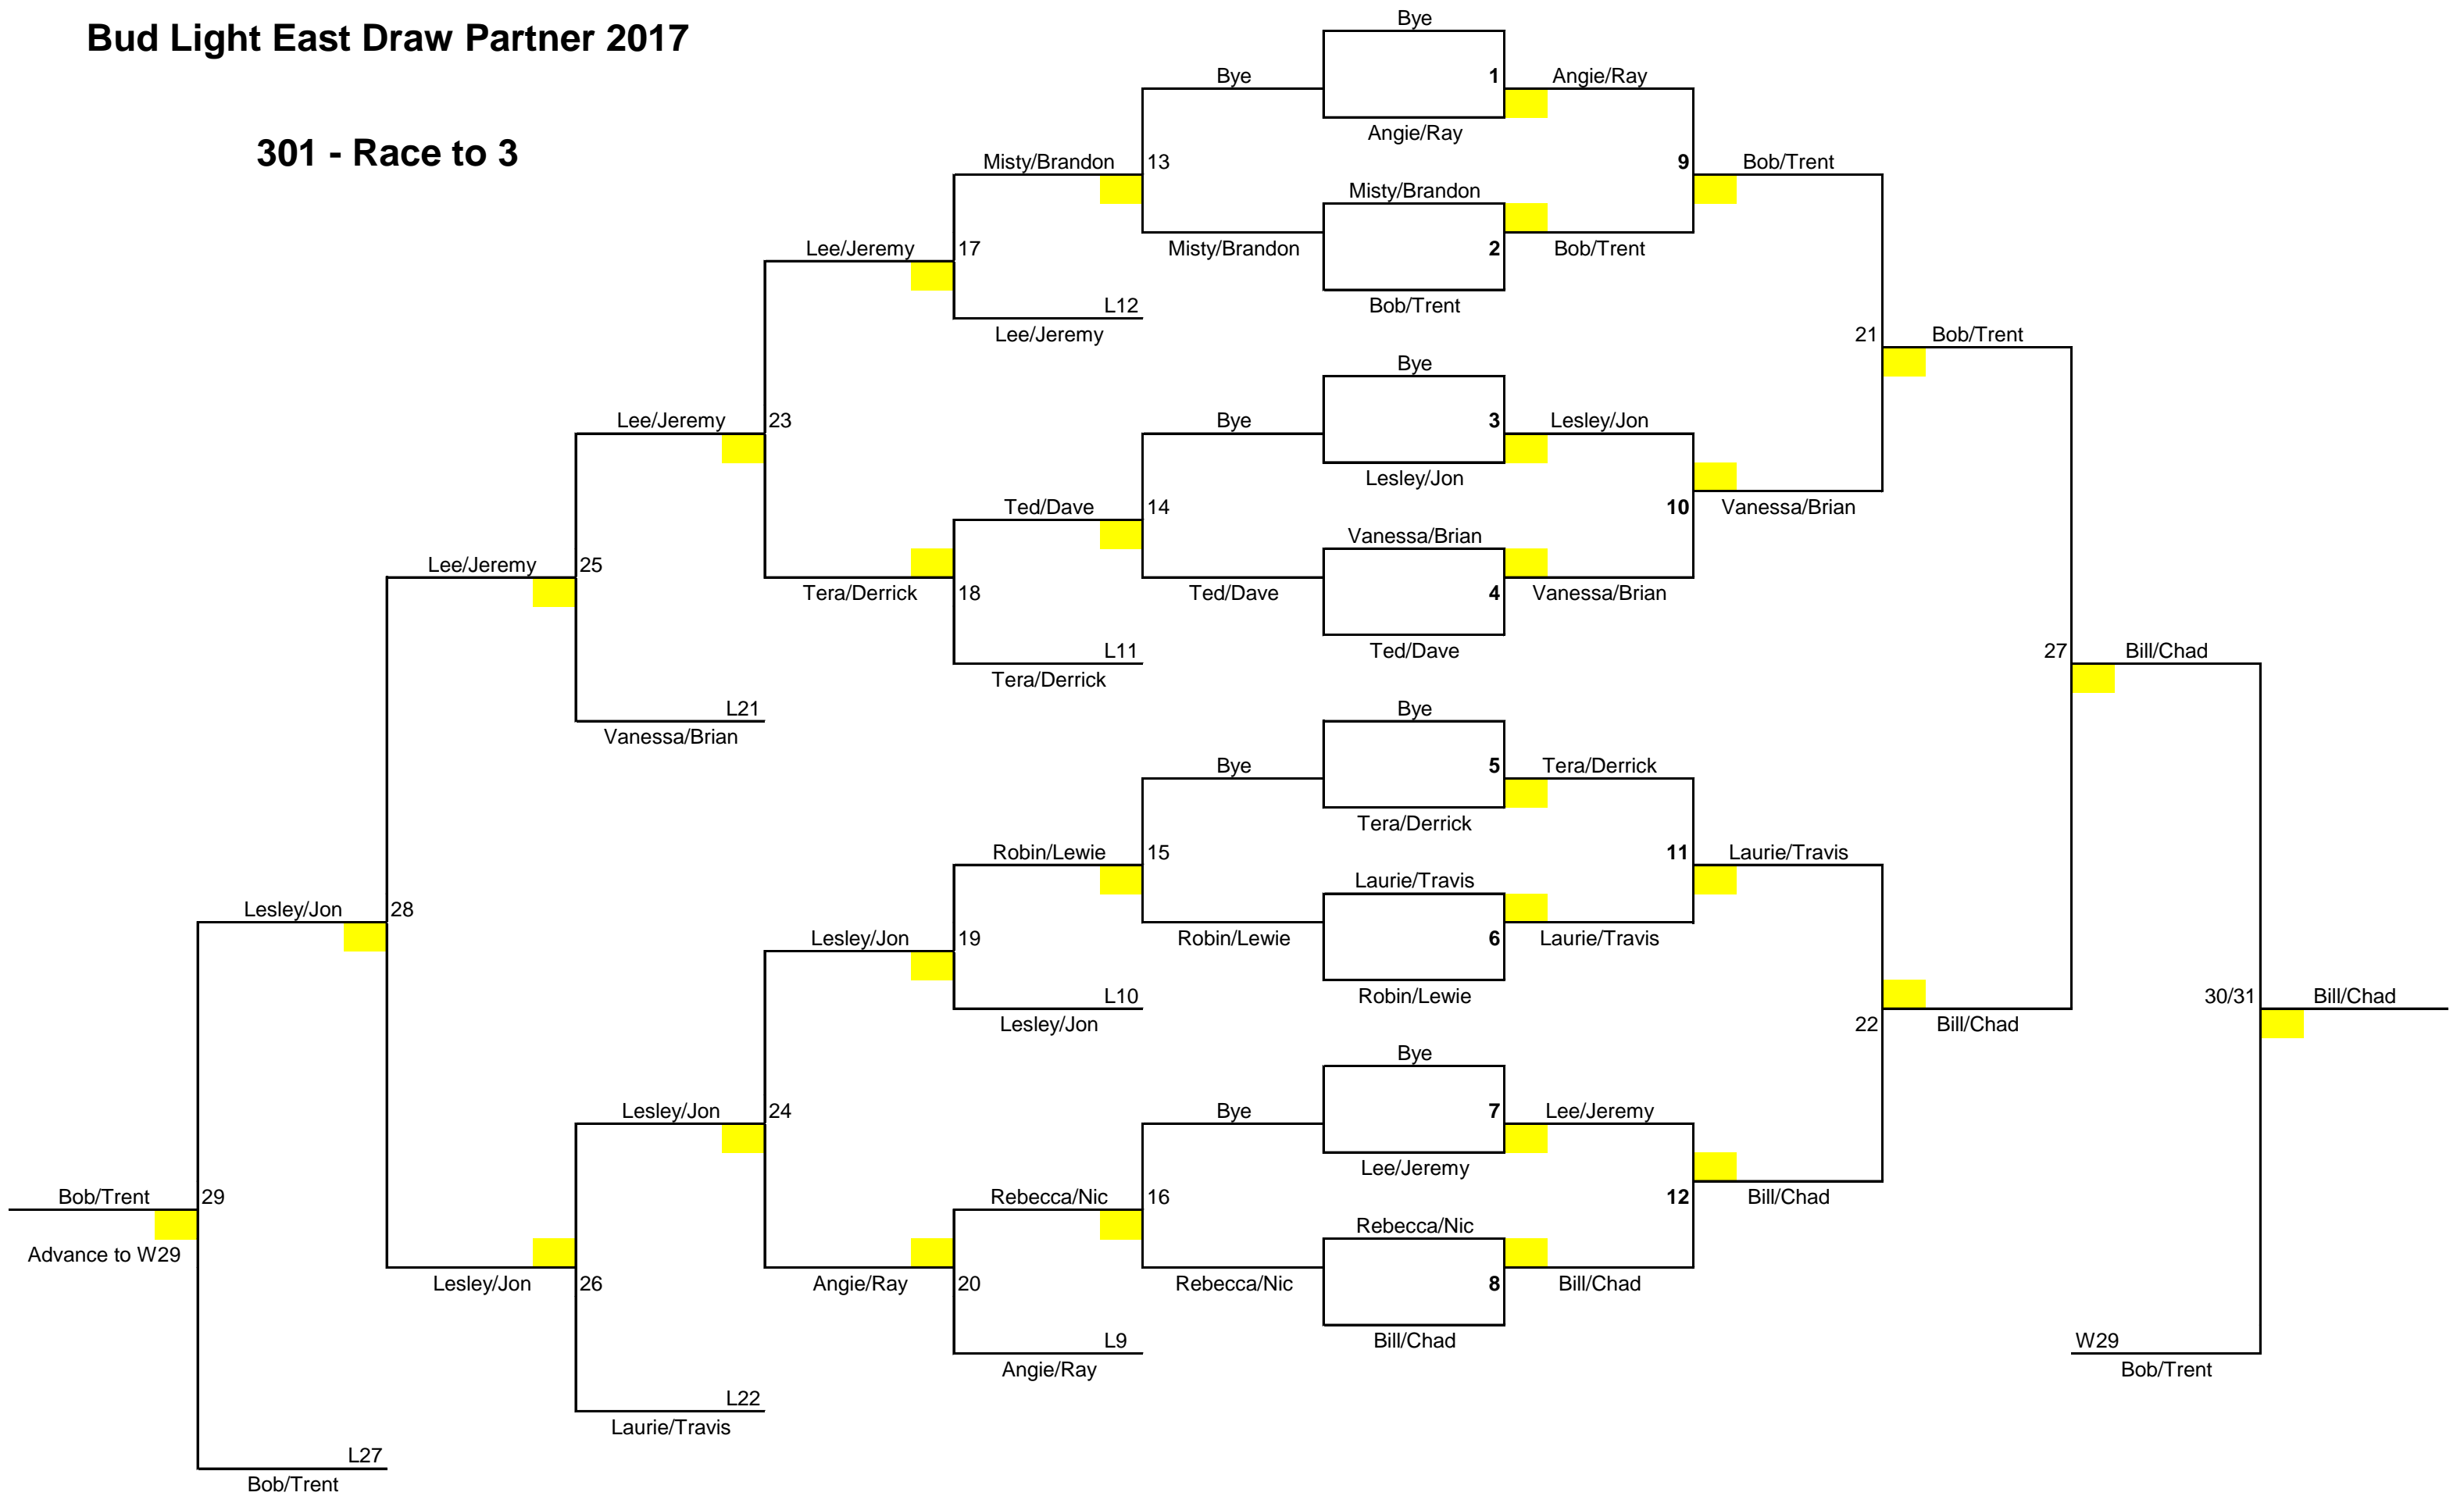 Bye
Bud Light East Draw Partner 2017
Bye
1
Angie/Ray
Angie/Ray
301 - Race to 3
Misty/Brandon
13
9
Bob/Trent
Misty/Brandon
Lee/Jeremy
17
Misty/Brandon
2
Bob/Trent
L12
Bob/Trent
Lee/Jeremy
21
Bob/Trent
Bye
Lee/Jeremy
23
Bye
3
Lesley/Jon
Lesley/Jon
Ted/Dave
14
10
Vanessa/Brian
Vanessa/Brian
Lee/Jeremy
25
Tera/Derrick
18
Ted/Dave
4
Vanessa/Brian
L11
Ted/Dave
27
Bill/Chad
Tera/Derrick
L21
Bye
Vanessa/Brian
Bye
5
Tera/Derrick
Tera/Derrick
Robin/Lewie
15
11
Laurie/Travis
Laurie/Travis
Lesley/Jon
28
Lesley/Jon
19
Robin/Lewie
6
Laurie/Travis
L10
Robin/Lewie
30/31
Bill/Chad
Lesley/Jon
22
Bill/Chad
Bye
Lesley/Jon
24
Bye
7
Lee/Jeremy
Lee/Jeremy
Bob/Trent
29
Rebecca/Nic
16
12
Bill/Chad
Rebecca/Nic
Advance to W29
Lesley/Jon
26
Angie/Ray
20
Rebecca/Nic
8
Bill/Chad
L9
Bill/Chad
W29
Angie/Ray
Bob/Trent
L22
Laurie/Travis
L27
Bob/Trent